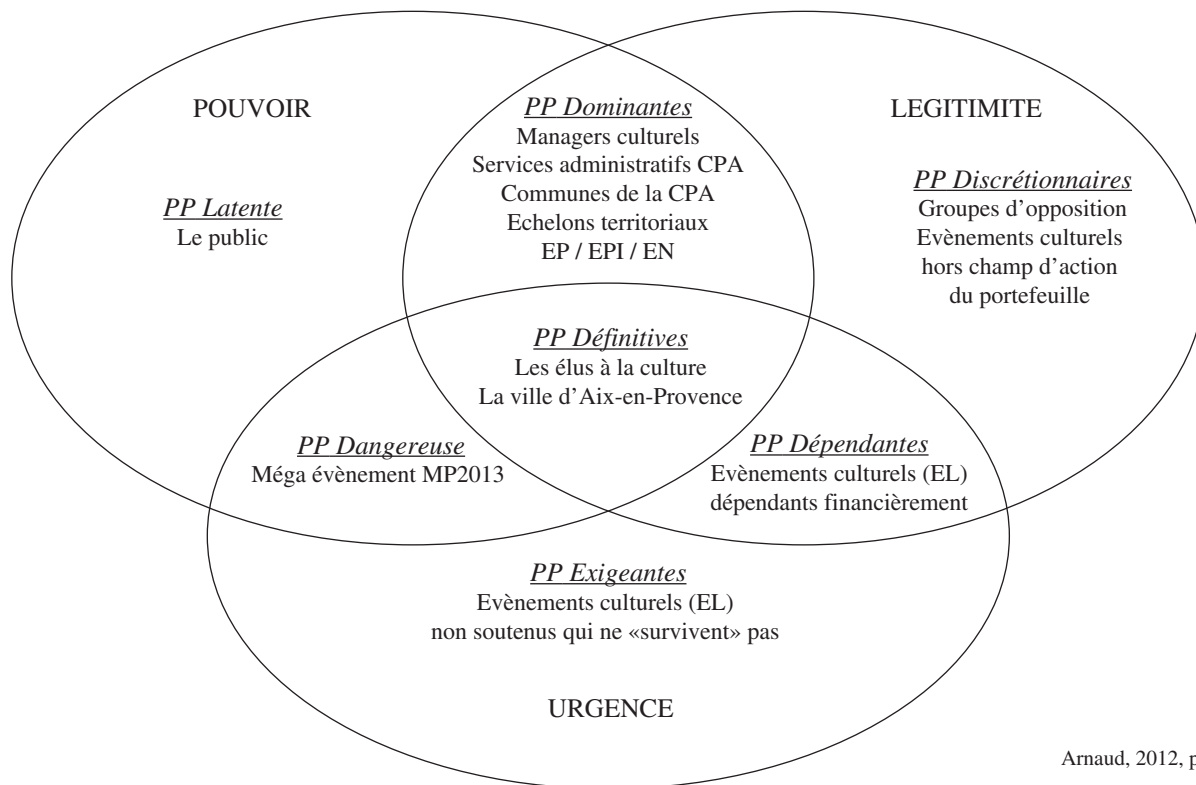 POUVOIR
PP Latente
Le public
PP Dominantes
Managers culturels
Services administratifs CPA
Communes de la CPA
Echelons territoriaux
EP / EPI / EN
LEGITIMITE
PP Discrétionnaires
Groupes d’opposition
Evènements culturels
hors champ d’action
du portefeuille
PP Définitives
Les élus à la culture
La ville d’Aix-en-Provence
PP Dangereuse
Méga évènement MP2013
PP Dépendantes
Evènements culturels (EL)
dépendants financièrement
PP Exigeantes
Evènements culturels (EL)
non soutenus qui ne «survivent» pas
URGENCE
Arnaud, 2012, p